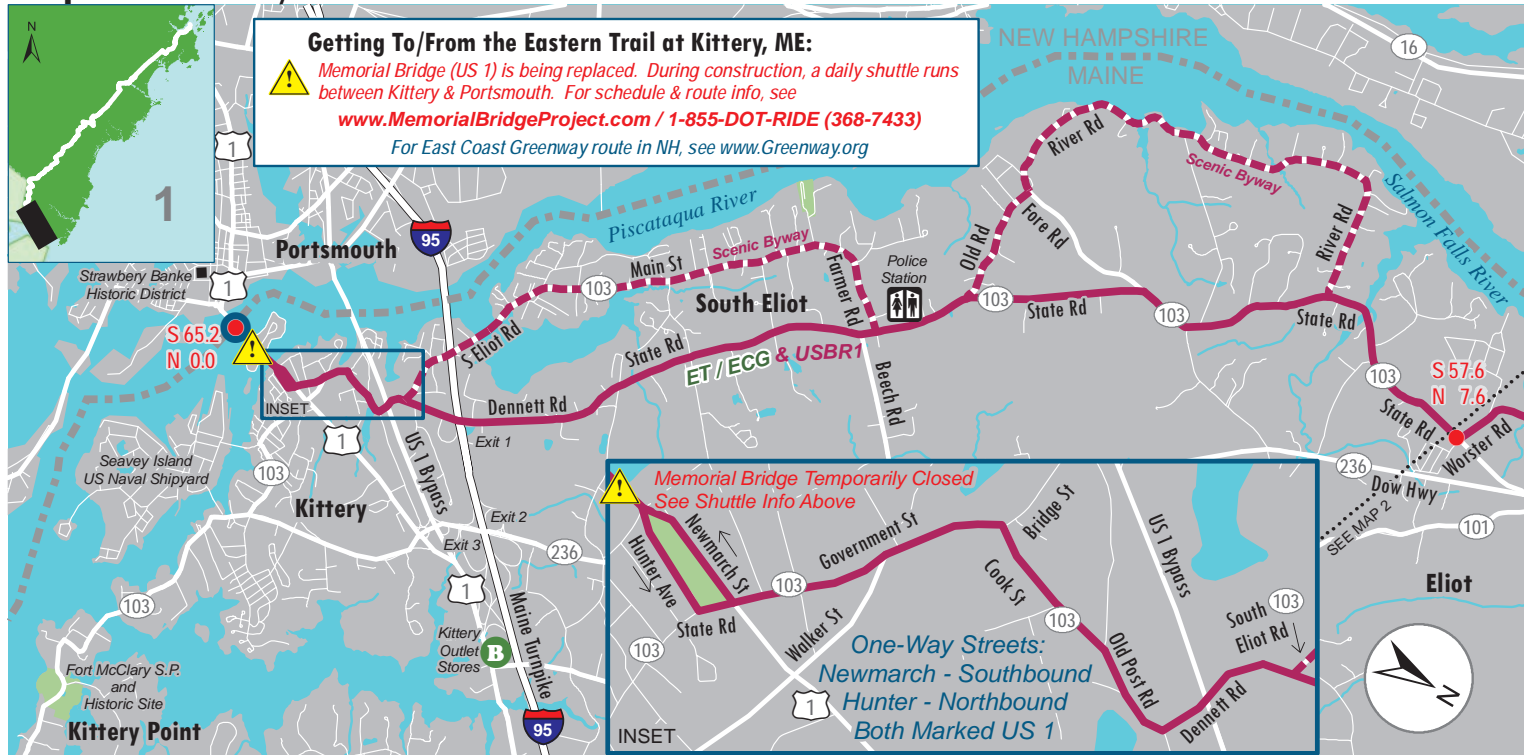 N
1
Getting To/From the Eastern Trail at Kittery, ME:
!
Memorial Bridge (US 1) is being replaced. During construction, a daily shuttle runs
between Kittery & Portsmouth. For schedule & route info, see
www.MemorialBridgeProject.com / 1-855-DOT-RIDE (368-7433)
For East Coast Greenway route in NH, see www.Greenway.org
NEW HAMPSHIRE
MAINE
16
1
95
Portsmouth
Piscataqua River
Salmon Falls River
River Rd
Scenic Byway
River Rd
Old Rd
Fore Rd
Strawbery Banke
Historic District
1
S 65.2
N 0.0
!
INSET
1
103
Main St
Scenic Byway
Farmer Rd
S Eliot Rd
South Eliot
Police
Station
State Rd
ET / ECG & USBR1
Beech Rd
103
State Rd
103
State Rd
103
S 57.6
N 7.6
State Rd
Worster Rd
236
Dow Hwy
101
SEE MAP 2
Eliot
Dennett Rd
Exit 1
US 1 Bypass
Seavey Island
US Naval Shipyard
103
Kittery
Exit 2
Exit 3
236
1
Maine Turnpike
Kittery
Outlet
Stores
B
95
103
Fort McClary S.P.
and
Historic Site
Kittery Point
!
Memorial Bridge Temporarily Closed
See Shuttle Info Above
Hunter Ave
Newmarch St
State Rd
103
103
Government St
Walker St
Bridge St
Cook St
103
Old Post Rd
US 1 Bypass
Dennett Rd
South
Eliot Rd
103
1
One-Way Streets:
Newmarch - Southbound
Hunter - Northbound
Both Marked US 1
INSET
N